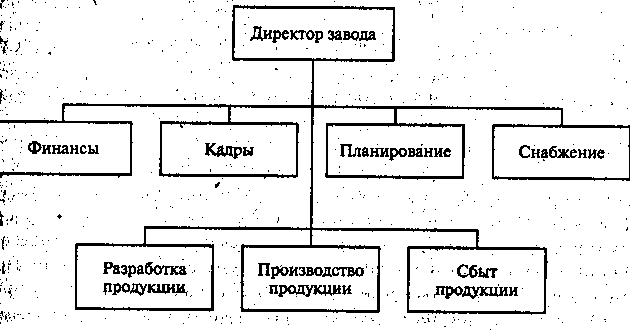 Директор завода
Финансы
Кадры
Планирование
Снабжение
Разработка
продукции
Производство
продукции
Сбыт
продукции